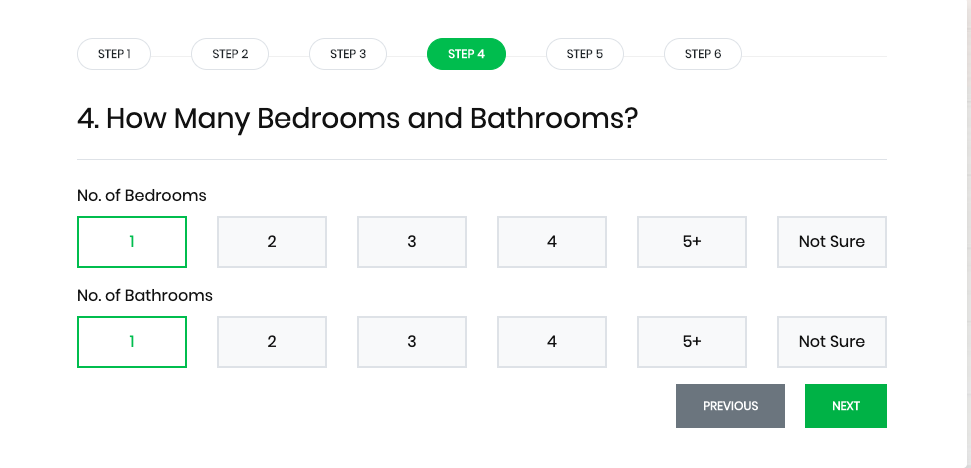 STEP 1 STEP 2 STEP 3 STEP 4 STEP 5 STEP 6
4. How Many Bedrooms and Bathrooms?
No. of Bedrooms
1 2 3 4 5+ Not Sure
No. of Bathrooms
1 2 3 4 5+ Not Sure
PREVIOUS NEXT